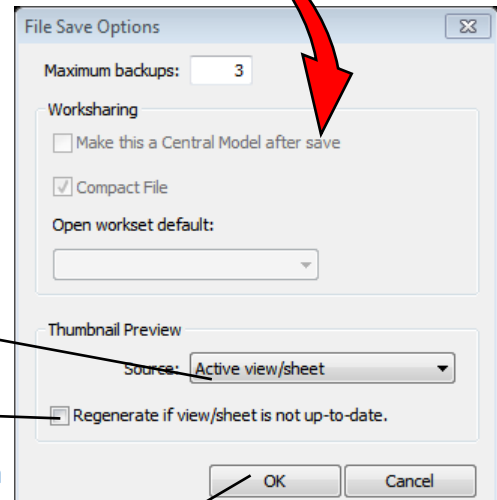 File Save Options
Maximum backups: 3
Worksharing
Make this a Central Model after save
Compact File
Open workset default:
Thumbnail Preview
Source: Active view/sheet
Regenerate if view/sheet is not up-to-date.
OK Cancel